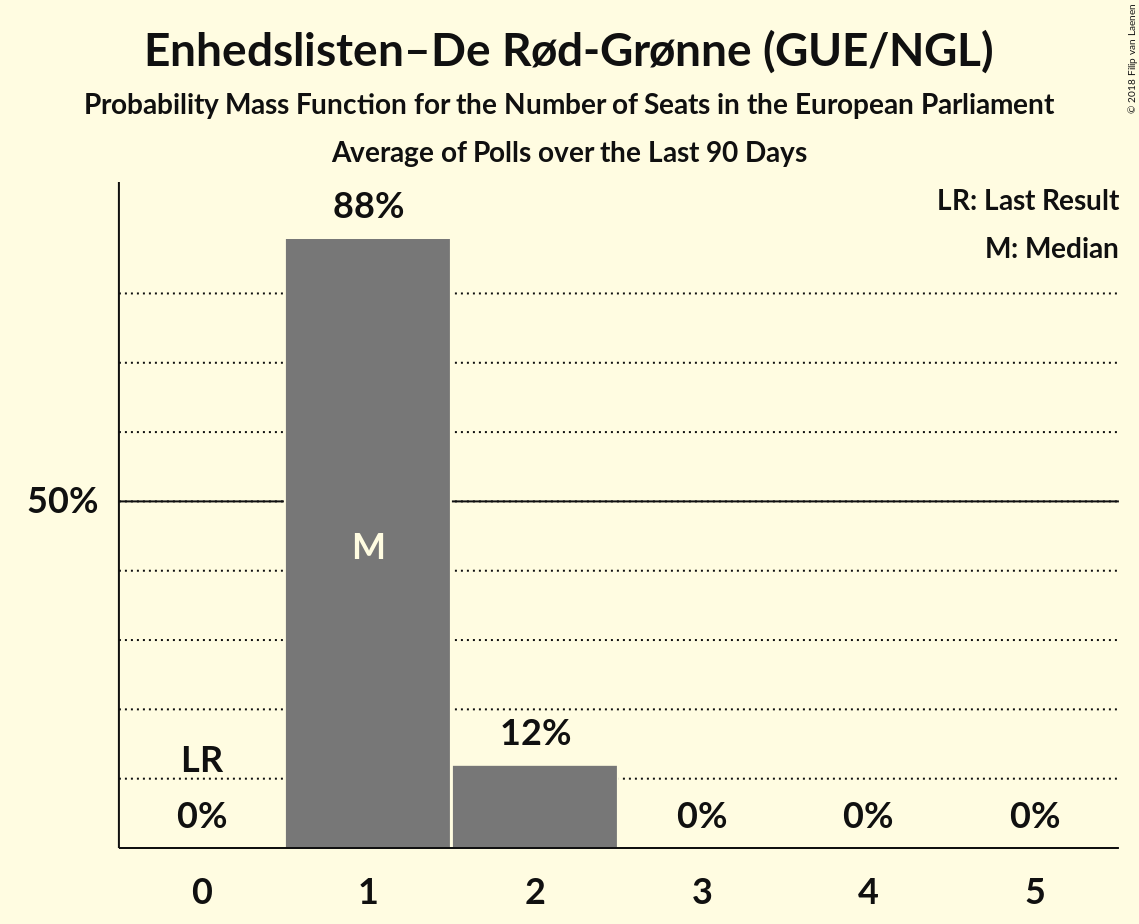 Enhedslisten–De Rød-Grønne (GUE/NGL)
Probability Mass Function for the Number of Seats in the European Parliament
Average of Polls over the Last 90 Days
© 2018 Filip van Laenen
LR: Last Result
M: Median
88%
50%
M
12%
LR
0%
0%
0%
0%
0 1 2 3 4 5